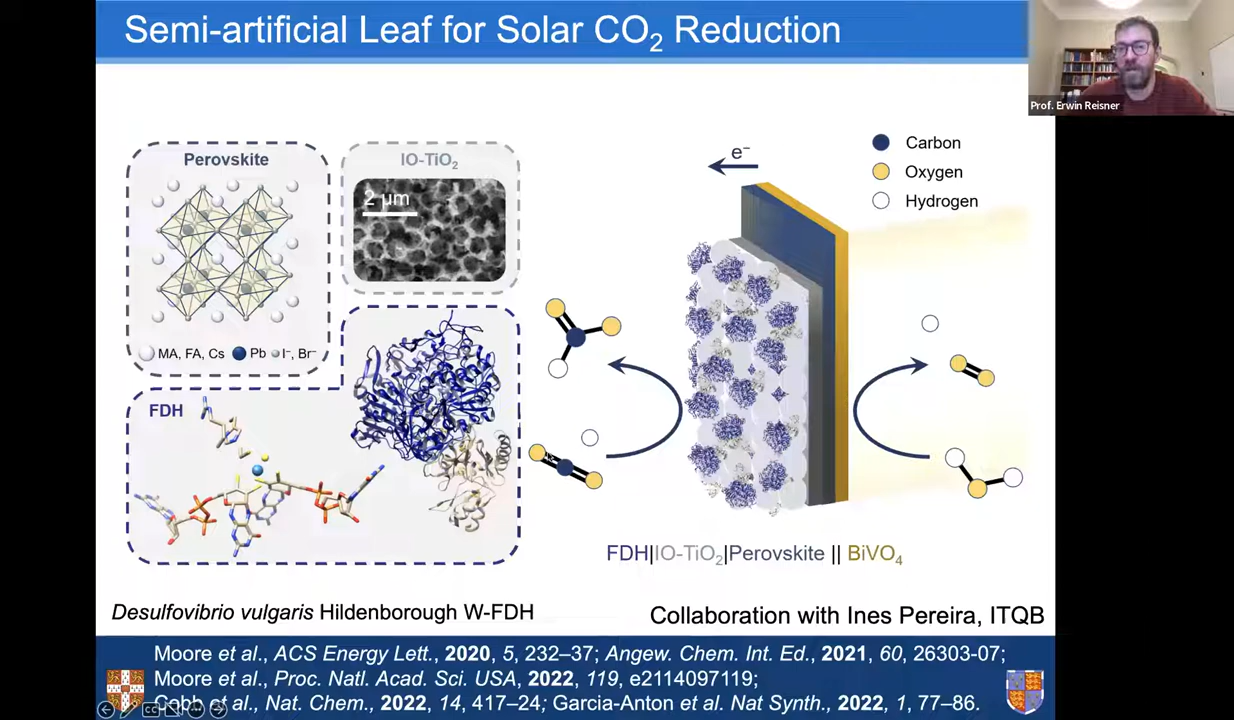 Semi-artificial Leaf for Solar CO₂ Reduction
Prof. Erwin Reisner
Perovskite
IO-TiO₂
2 μm
MA, FA, Cs Pb I⁻, Br⁻
FDH
e⁻
Carbon
Oxygen
Hydrogen
FDH|IO-TiO₂|Perovskite || BiVO₄
Desulfovibrio vulgaris Hildenborough W-FDH
Collaboration with Ines Pereira, ITQB
Moore et al., ACS Energy Lett., 2020, 5, 232–37; Angew. Chem. Int. Ed., 2021, 60, 26303-07;
Moore et al., Proc. Natl. Acad. Sci. USA, 2022, 119, e2114097119;
Cobb et al., Nat. Chem., 2022, 14, 417–24; Garcia-Anton et al. Nat Synth., 2022, 1, 77–86.